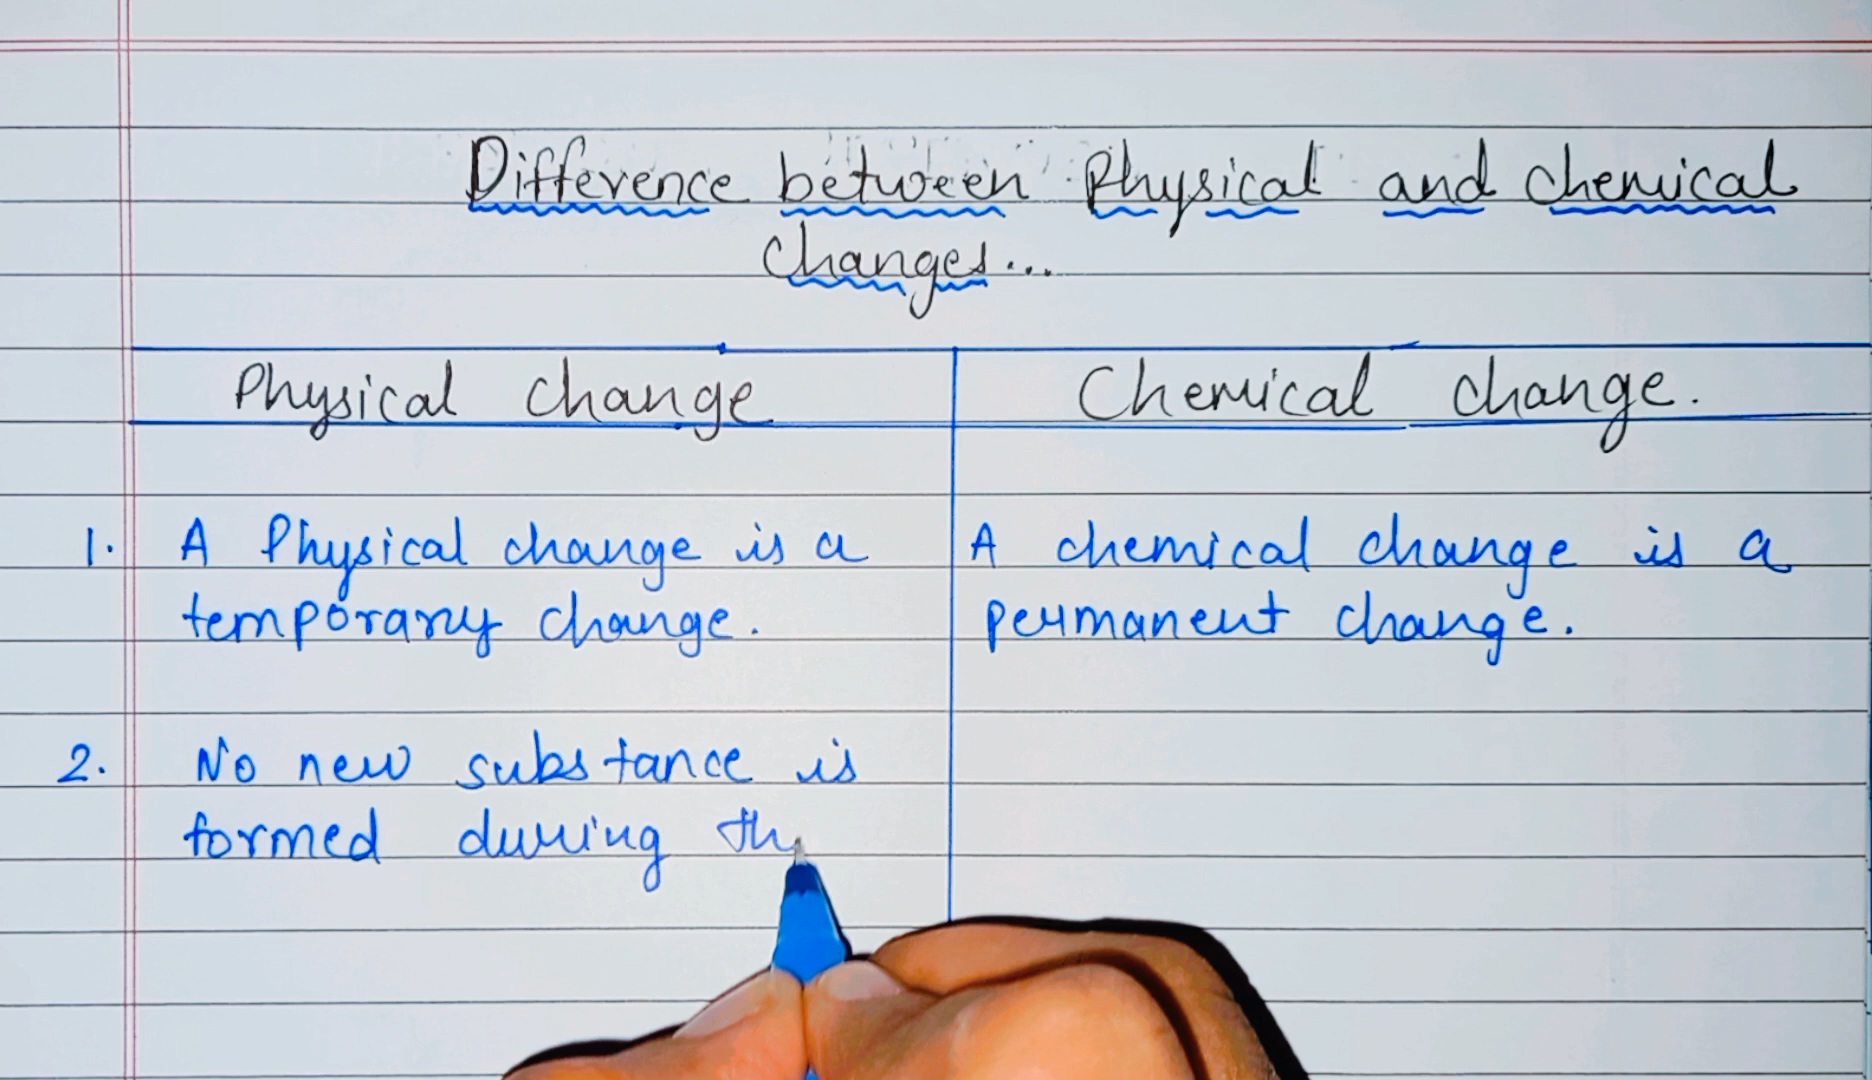 Difference between Physical and chemical
changes...
Physical change
Chemical change.
1. A Physical change is a
temporary change.
A chemical change is a
permanent change.
2. No new substance is
formed during th